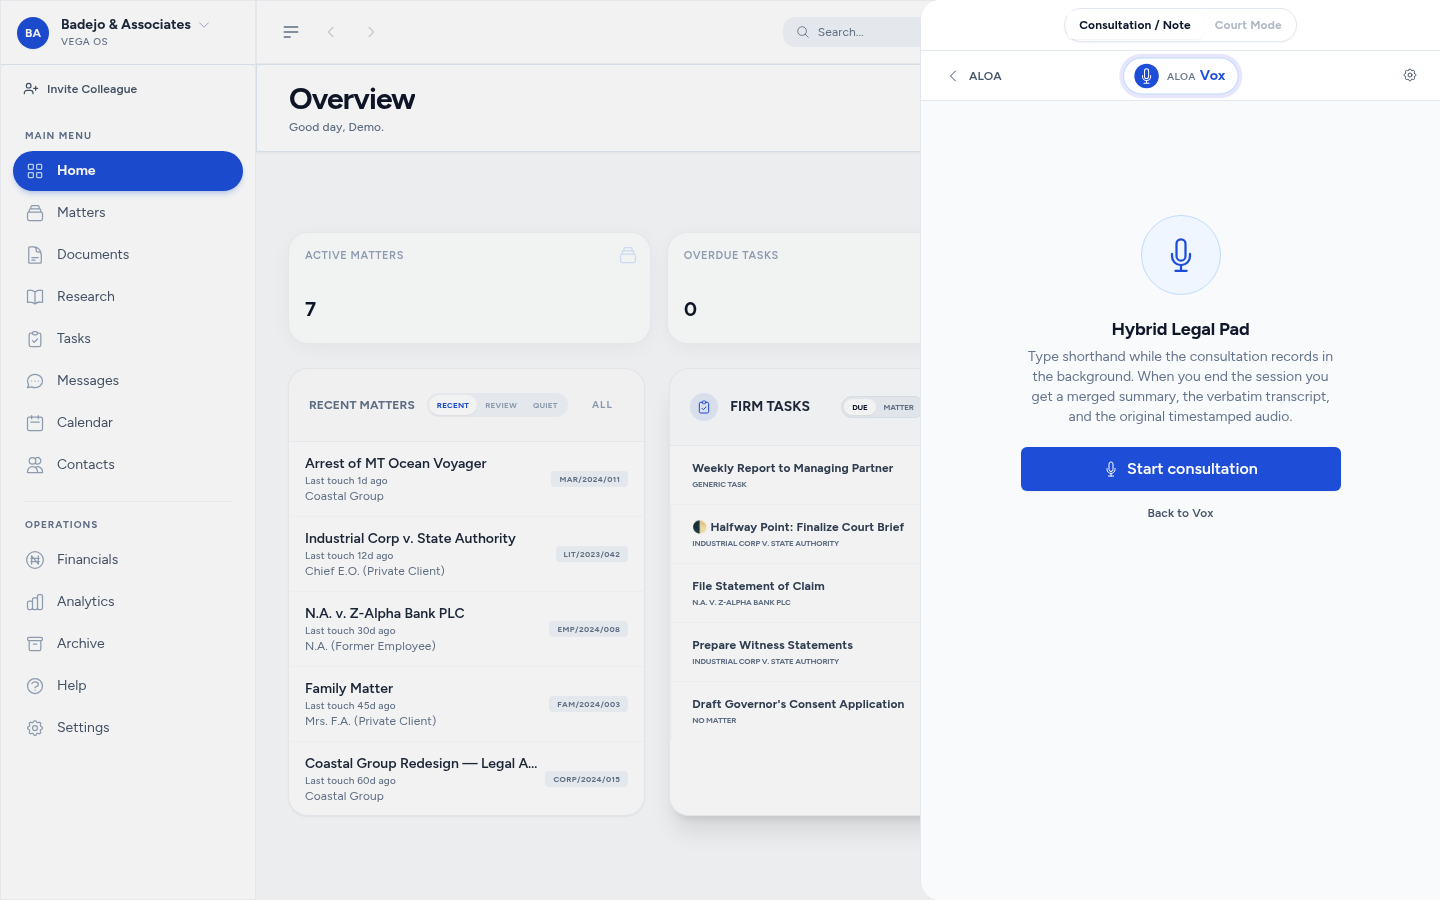 BA
Badejo & Associates
VEGA OS
Invite Colleague
MAIN MENU
Home
Matters
Documents
Research
Tasks
Messages
Calendar
Contacts
OPERATIONS
Financials
Analytics
Archive
Help
Settings
Search...
Overview
Good day, Demo.
ACTIVE MATTERS
7
OVERDUE TASKS
0
RECENT MATTERS
RECENT REVIEW QUIET
ALL
Arrest of MT Ocean Voyager
Last touch 1d ago
Coastal Group
MAR/2024/011
Industrial Corp v. State Authority
Last touch 12d ago
Chief E.O. (Private Client)
LIT/2023/042
N.A. v. Z-Alpha Bank PLC
Last touch 30d ago
N.A. (Former Employee)
EMP/2024/008
Family Matter
Last touch 45d ago
Mrs. F.A. (Private Client)
FAM/2024/003
Coastal Group Redesign — Legal A...
Last touch 60d ago
Coastal Group
CORP/2024/015
FIRM TASKS
DUE MATTER
Weekly Report to Managing Partner
GENERIC TASK
🌓 Halfway Point: Finalize Court Brief
INDUSTRIAL CORP V. STATE AUTHORITY
File Statement of Claim
N.A. V. Z-ALPHA BANK PLC
Prepare Witness Statements
INDUSTRIAL CORP V. STATE AUTHORITY
Draft Governor's Consent Application
NO MATTER
Consultation / Note
Court Mode
ALOA
ALOA Vox
Hybrid Legal Pad
Type shorthand while the consultation records in
the background. When you end the session you
get a merged summary, the verbatim transcript,
and the original timestamped audio.
Start consultation
Back to Vox